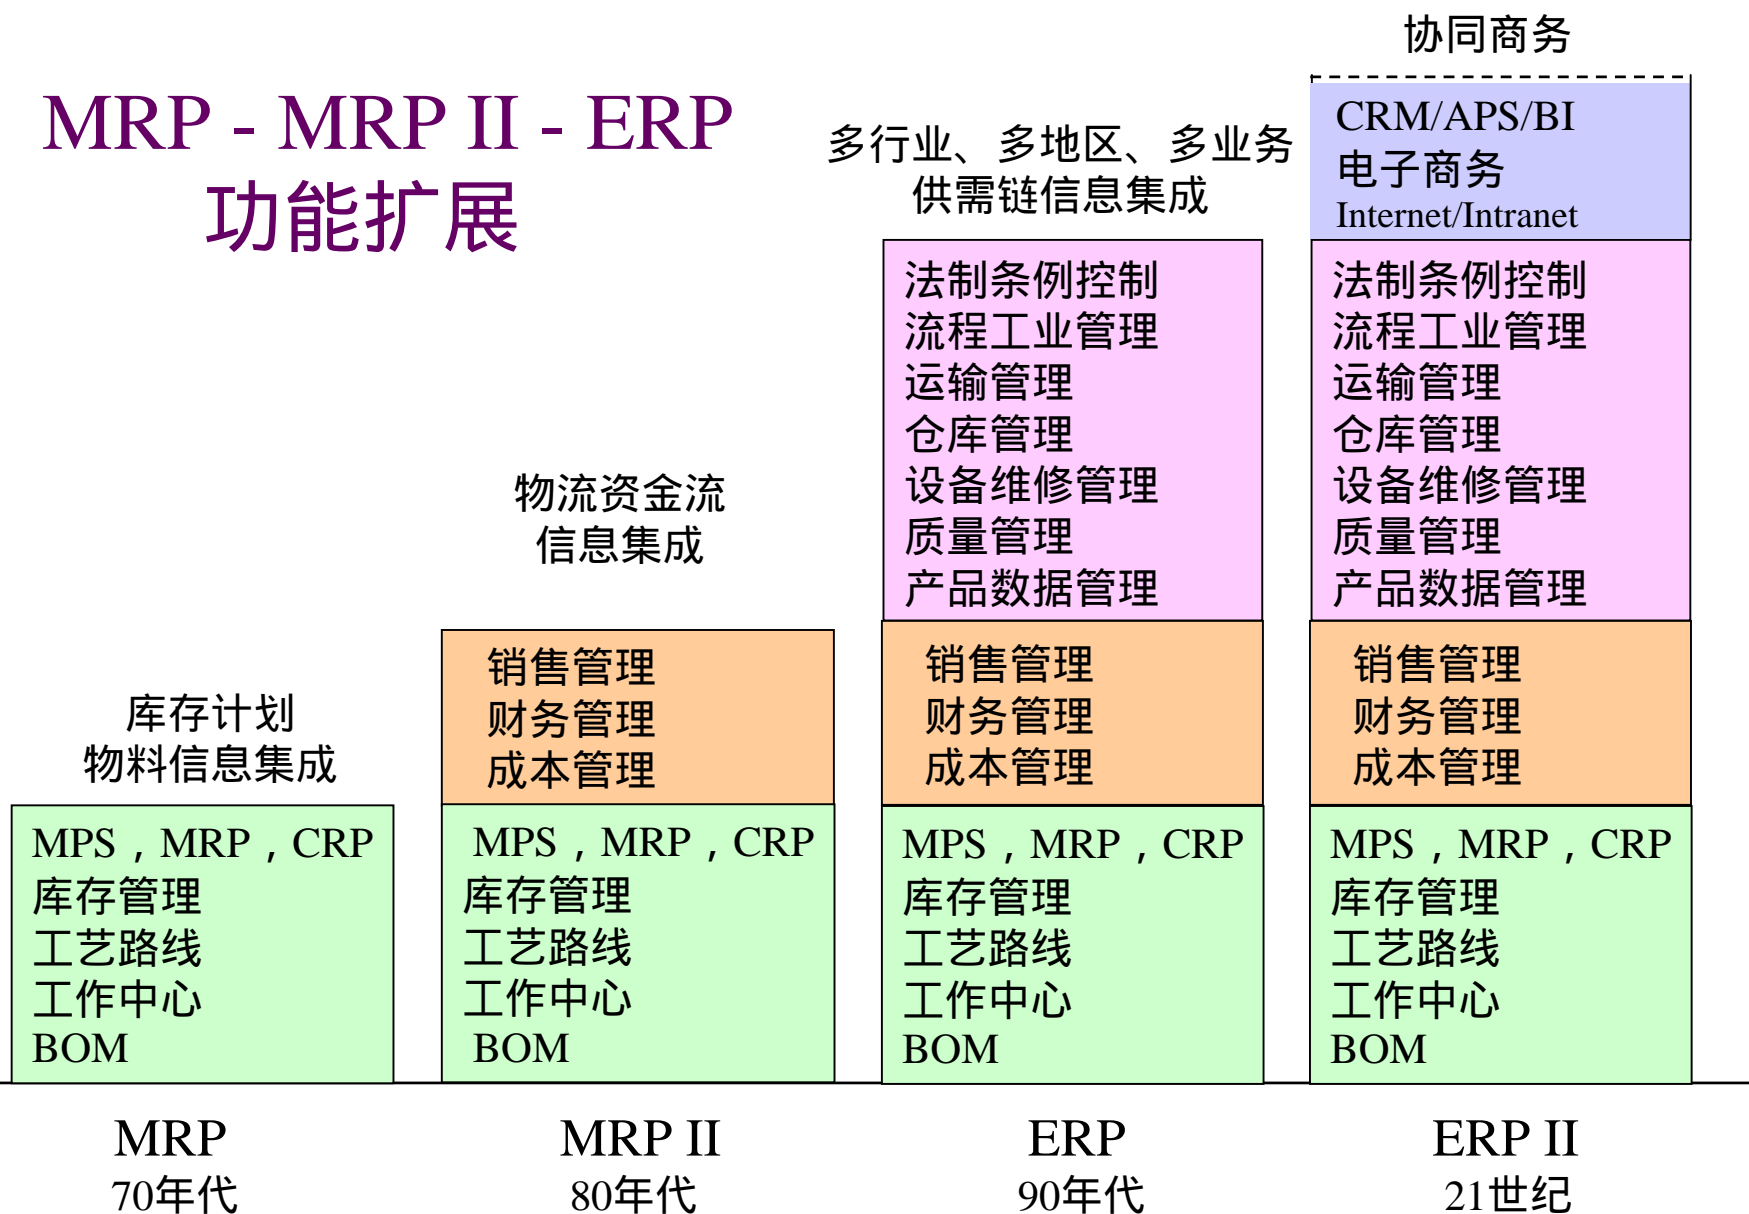 MRP - MRP II - ERP
功能扩展
库存计划
物料信息集成
MPS，MRP，CRP
库存管理
工艺路线
工作中心
BOM
MRP
70年代
物流资金流
信息集成
销售管理
财务管理
成本管理
MPS，MRP，CRP
库存管理
工艺路线
工作中心
BOM
MRP II
80年代
多行业、多地区、多业务
供需链信息集成
法制条例控制
流程工业管理
运输管理
仓库管理
设备维修管理
质量管理
产品数据管理
销售管理
财务管理
成本管理
MPS，MRP，CRP
库存管理
工艺路线
工作中心
BOM
ERP
90年代
协同商务
CRM/APS/BI
电子商务
Internet/Intranet
法制条例控制
流程工业管理
运输管理
仓库管理
设备维修管理
质量管理
产品数据管理
销售管理
财务管理
成本管理
MPS，MRP，CRP
库存管理
工艺路线
工作中心
BOM
ERP II
21世纪